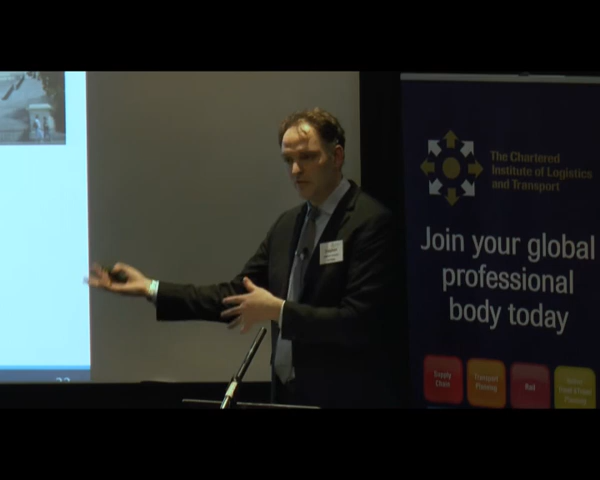 The Chartered
Institute of Logistics
and Transport
Join your global
professional
body today
Supply
Chain
Transport
Planning
Rail